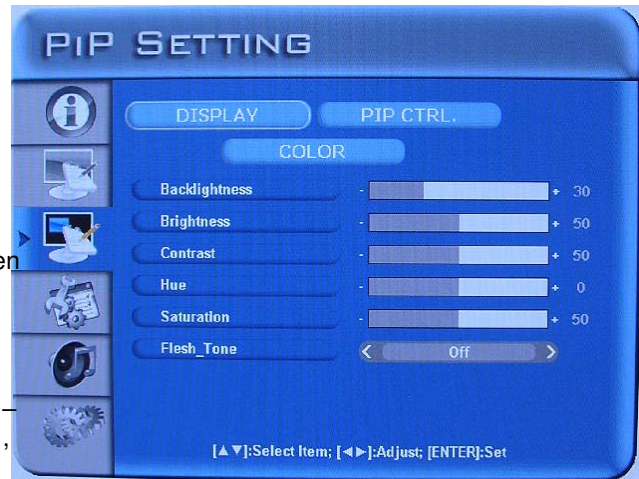 PIP SETTING
DISPLAY PIP CTRL.
COLOR
Backlightness - + 30
Brightness - + 50
en
Contrast - + 50
Hue - + 0
Saturation - + 50
Flesh_Tone < Off >
–
,
[▲▼]:Select Item; [◄►]:Adjust; [ENTER]:Set